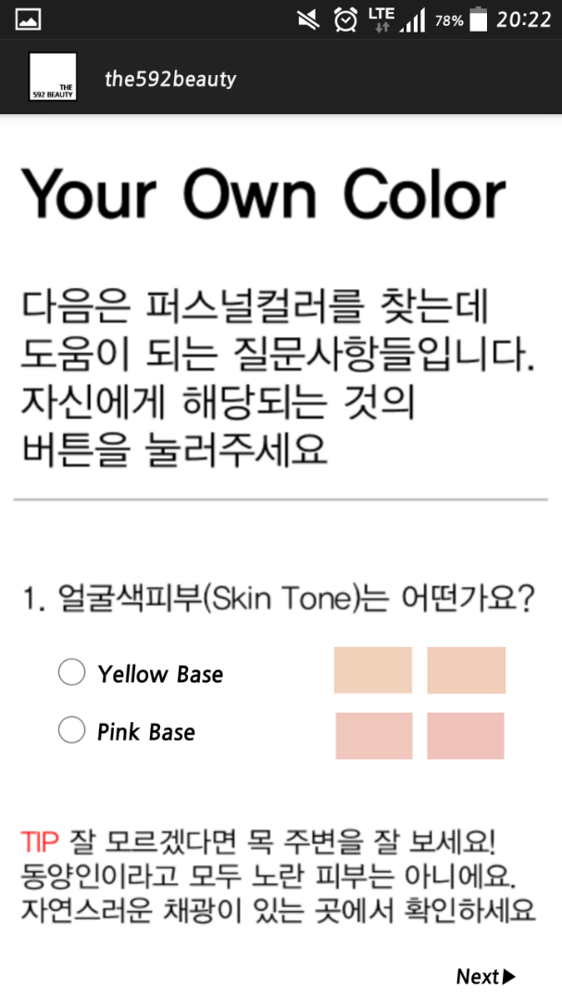 LTE 78% 20:22
THE
592 BEAUTY
the592beauty
Your Own Color
다음은 퍼스널컬러를 찾는데
도움이 되는 질문사항들입니다.
자신에게 해당되는 것의
버튼을 눌러주세요
1. 얼굴색피부(Skin Tone)는 어떤가요?
Yellow Base
Pink Base
TIP 잘 모르겠다면 목 주변을 잘 보세요!
동양인이라고 모두 노란 피부는 아니에요.
자연스러운 채광이 있는 곳에서 확인하세요
Next▶